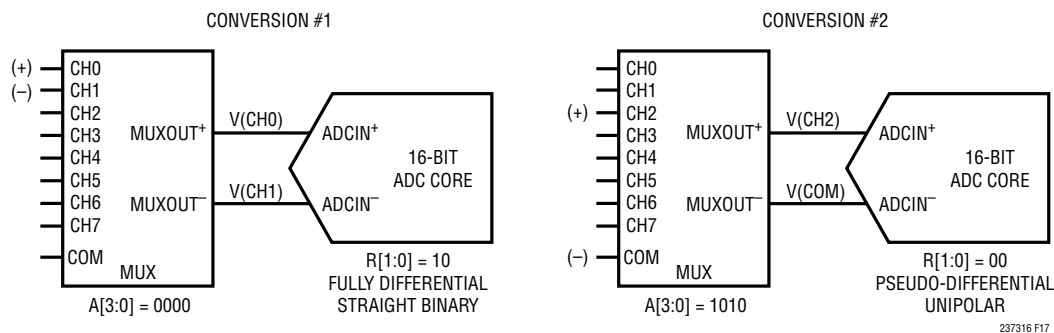 CONVERSION #1
(+)
(–)
CH0
CH1
CH2
CH3
CH4
CH5
CH6
CH7
COM
MUXOUT+
MUXOUT–
MUX
V(CH0)
V(CH1)
ADCIN+
ADCIN–
16-BIT
ADC CORE
A[3:0] = 0000
R[1:0] = 10
FULLY DIFFERENTIAL
STRAIGHT BINARY
CONVERSION #2
(+)
(–)
CH0
CH1
CH2
CH3
CH4
CH5
CH6
CH7
COM
MUXOUT+
MUXOUT–
MUX
V(CH2)
V(COM)
ADCIN+
ADCIN–
16-BIT
ADC CORE
A[3:0] = 1010
R[1:0] = 00
PSEUDO-DIFFERENTIAL
UNIPOLAR
237316 F17